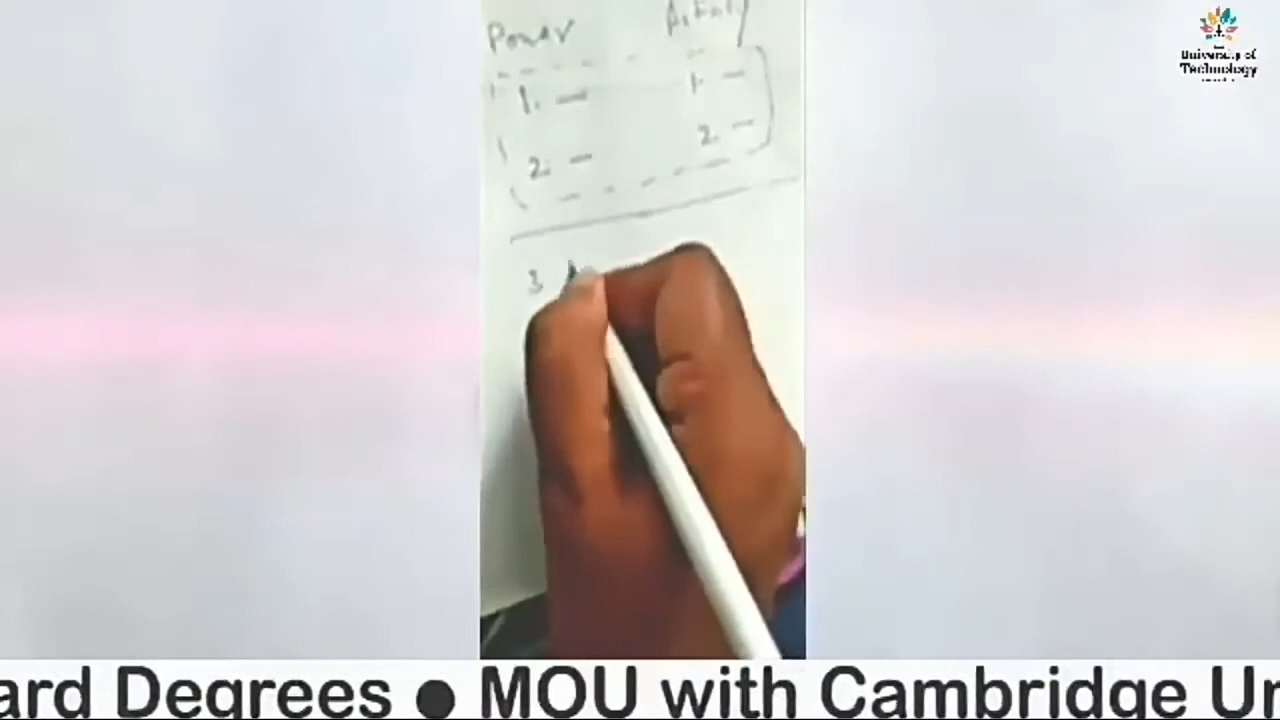 University of
Technology
Power
1. —
1. —
2. —
2. —
3
ard Degrees ● MOU with Cambridge Un